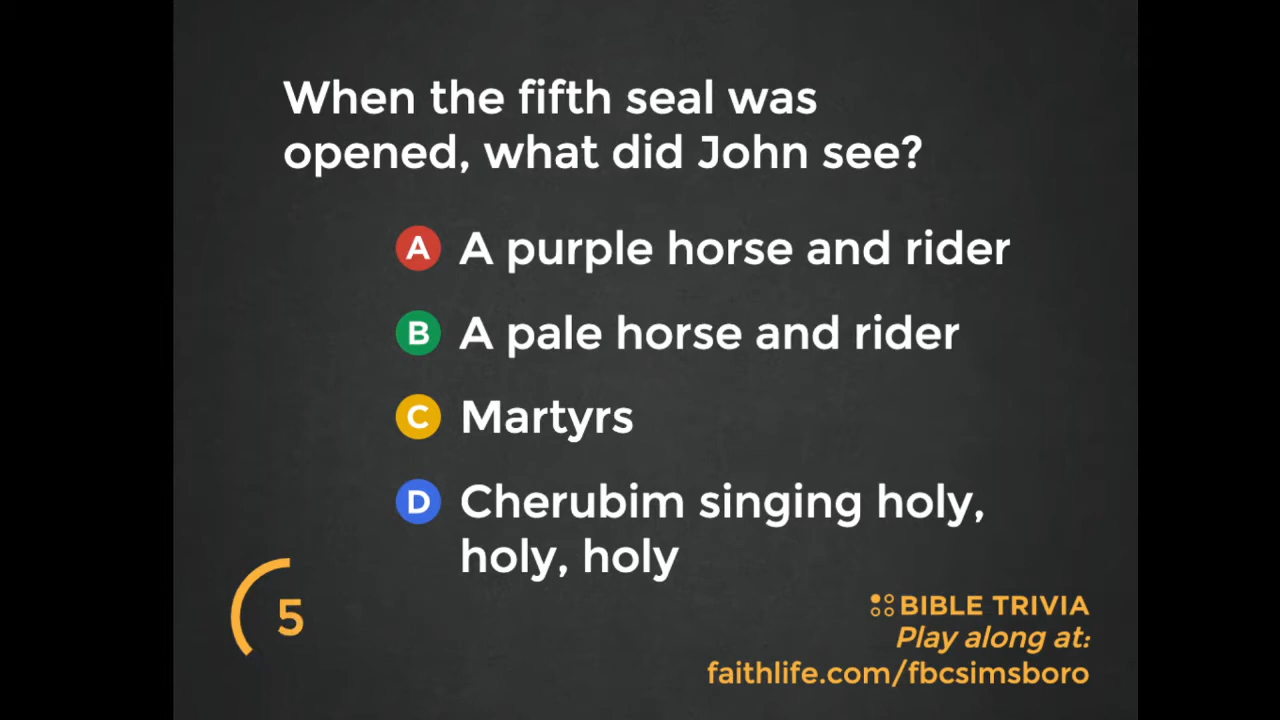 When the fifth seal was
opened, what did John see?
A A purple horse and rider
B A pale horse and rider
C Martyrs
D Cherubim singing holy,
holy, holy
5
BIBLE TRIVIA
Play along at:
faithlife.com/fbcsimsboro